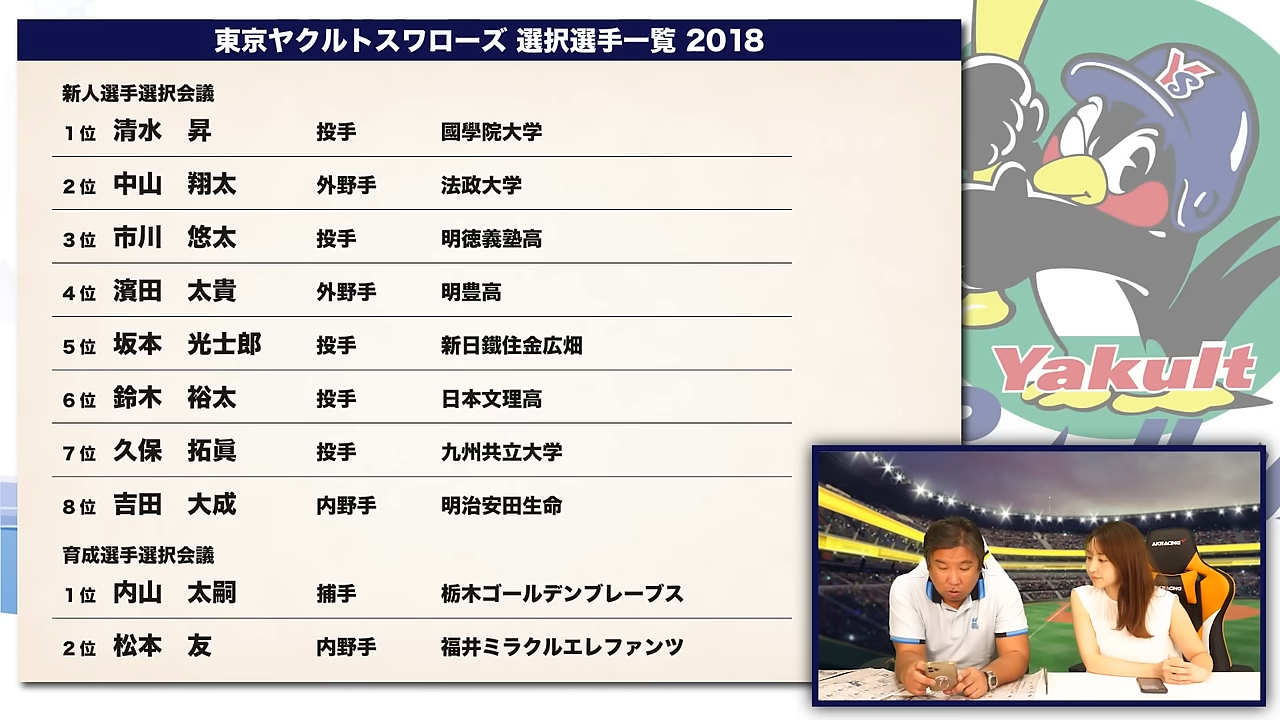 東京ヤクルトスワローズ 選択選手一覧 2018
新人選手選択会議
1位 清水 昇 投手 國學院大学
2位 中山 翔太 外野手 法政大学
3位 市川 悠太 投手 明徳義塾高
4位 濱田 太貴 外野手 明豊高
5位 坂本 光士郎 投手 新日鐵住金広畑
6位 鈴木 裕太 投手 日本文理高
7位 久保 拓眞 投手 九州共立大学
8位 吉田 大成 内野手 明治安田生命
育成選手選択会議
1位 内山 太嗣 捕手 栃木ゴールデンブレーブス
2位 松本 友 内野手 福井ミラクルエレファンツ
YS
Yakult
AKRACING
RACING